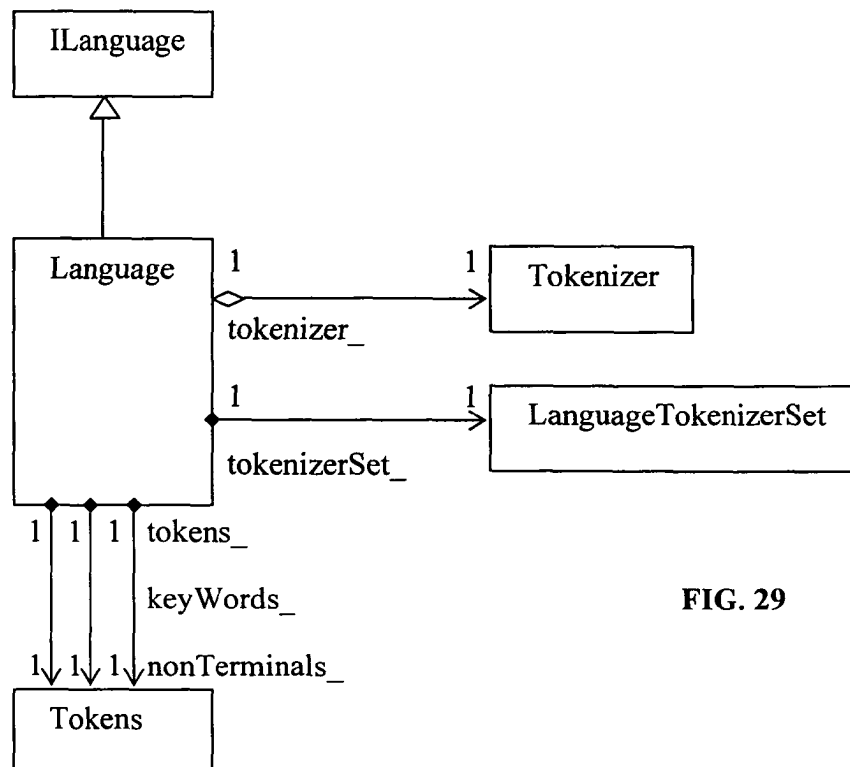 ILanguage
Language
1 1
Tokenizer
tokenizer_
1 1
LanguageTokenizerSet
tokenizerSet_
1 1 1 tokens_
keyWords_
FIG. 29
1 1 1 nonTerminals_
Tokens